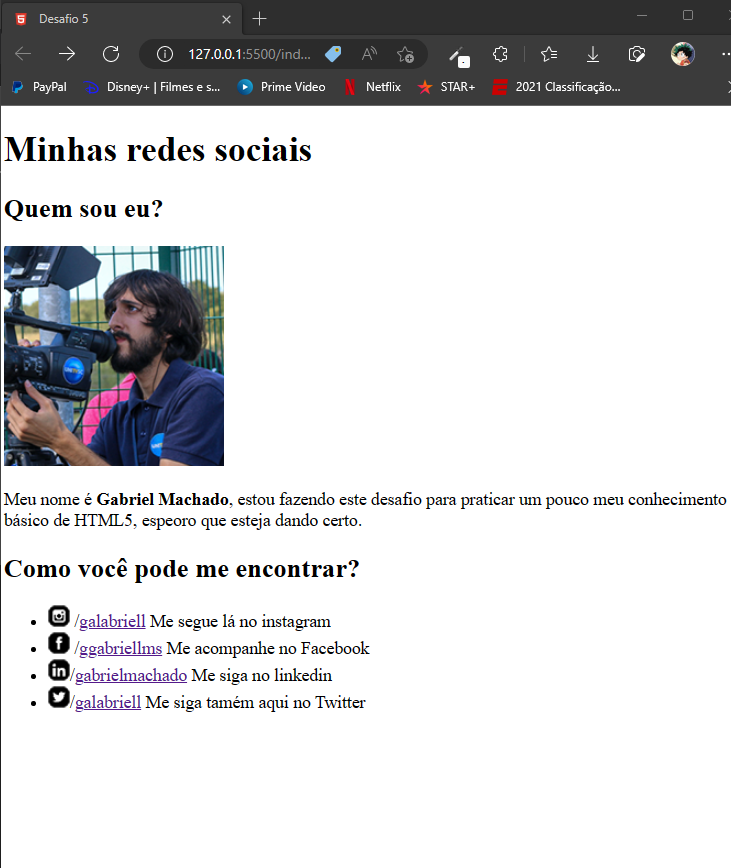 Desafio 5
127.0.0.1:5500/ind...
PayPal Disney+ | Filmes e s... Prime Video Netflix STAR+ 2021 Classificação...
Minhas redes sociais
Quem sou eu?
Meu nome é Gabriel Machado, estou fazendo este desafio para praticar um pouco meu conhecimento
básico de HTML5, espeoro que esteja dando certo.
Como você pode me encontrar?
/galabriell Me segue lá no instagram
/ggabriellms Me acompanhe no Facebook
/gabrielmachado Me siga no linkedin
/galabriell Me siga tamém aqui no Twitter